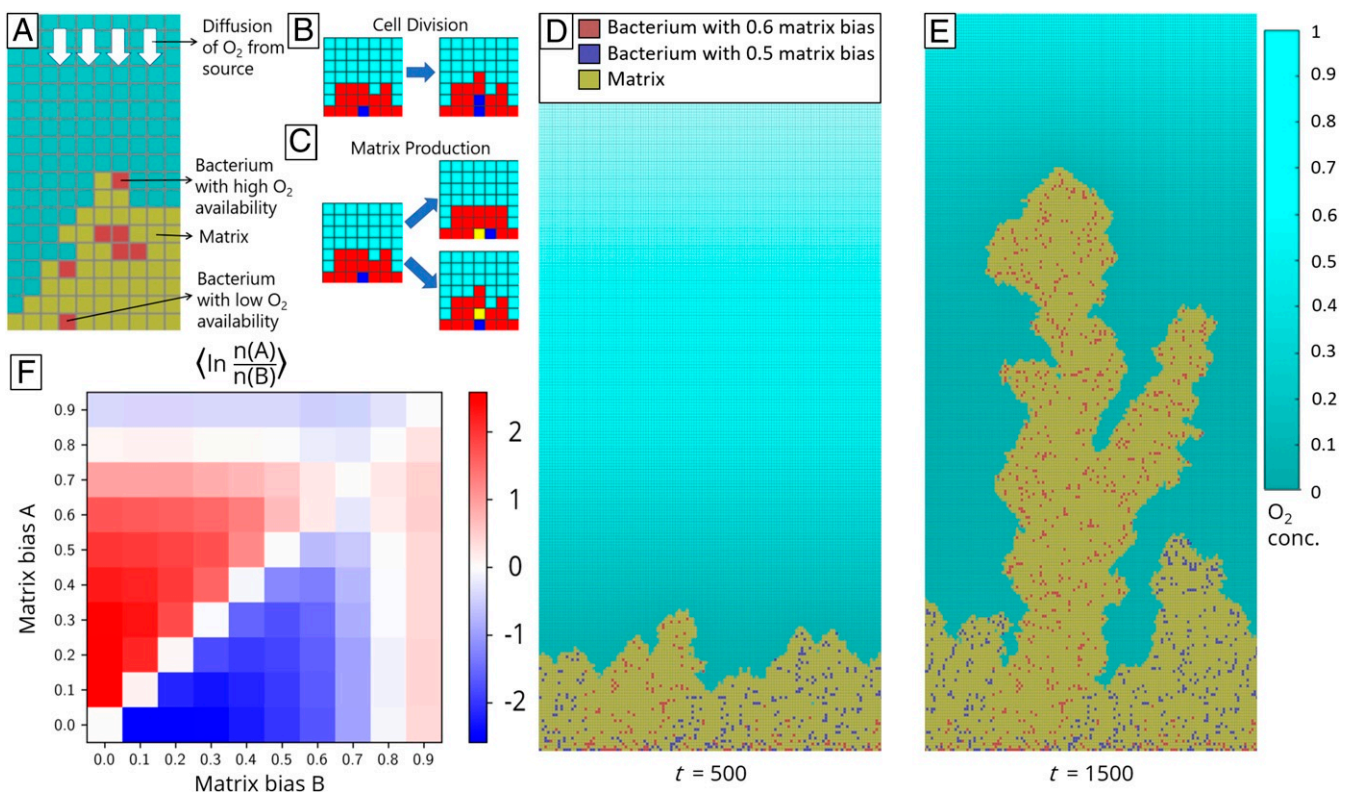 A
Diffusion
of O₂ from
source
Bacterium
with high O₂
availability
Matrix
Bacterium
with low O₂
availability
B
Cell Division
C
Matrix Production
D
Bacterium with 0.6 matrix bias
Bacterium with 0.5 matrix bias
Matrix
t = 500
E
t = 1500
1
0.9
0.8
0.7
0.6
0.5
0.4
0.3
0.2
0.1
0
O₂
conc.
F
⟨ln n(A)/n(B)⟩
Matrix bias A
0.9
0.8
0.7
0.6
0.5
0.4
0.3
0.2
0.1
0.0
0.0 0.1 0.2 0.3 0.4 0.5 0.6 0.7 0.8 0.9
Matrix bias B
2
1
0
-1
-2